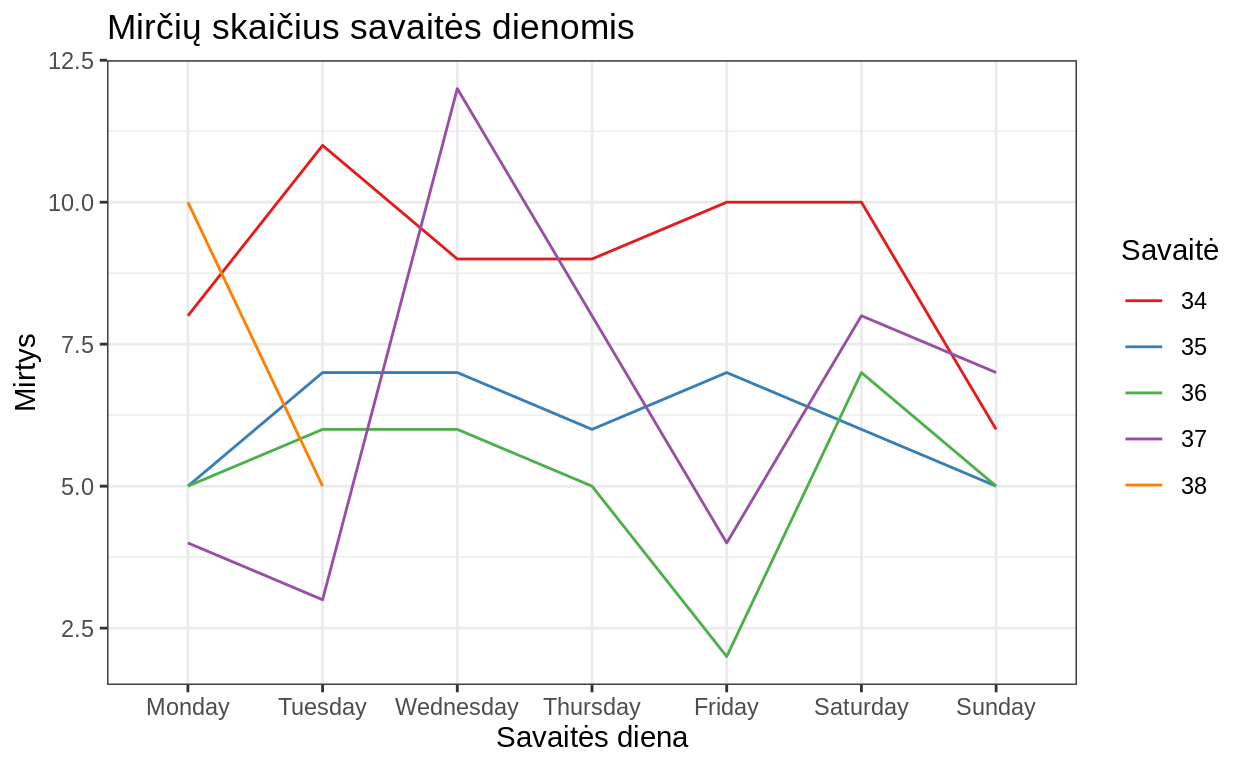 Mirčių skaičius savaitės dienomis
12.5
10.0
7.5
5.0
2.5
Mirtys
Monday Tuesday Wednesday Thursday Friday Saturday Sunday
Savaitės diena
Savaitė
34
35
36
37
38